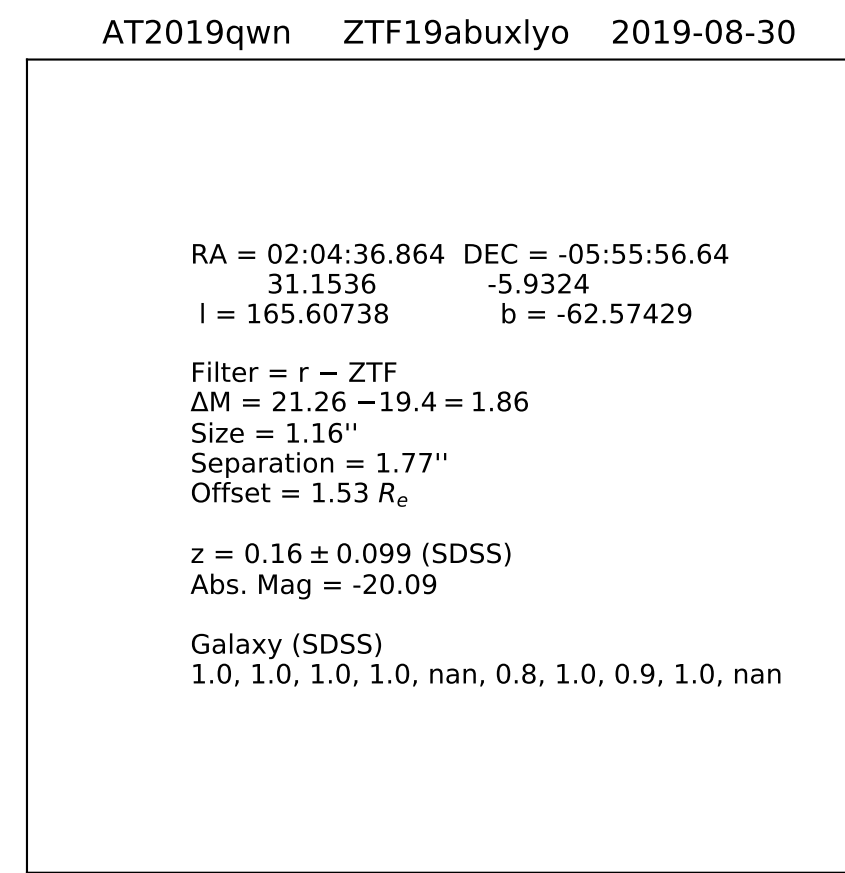 AT2019qwn ZTF19abuxlyo 2019-08-30
RA = 02:04:36.864 DEC = -05:55:56.64
31.1536 -5.9324
l = 165.60738 b = -62.57429
Filter = r − ZTF
ΔM = 21.26 −19.4 = 1.86
Size = 1.16''
Separation = 1.77''
Offset = 1.53 Rₑ
z = 0.16 ± 0.099 (SDSS)
Abs. Mag = -20.09
Galaxy (SDSS)
1.0, 1.0, 1.0, 1.0, nan, 0.8, 1.0, 0.9, 1.0, nan